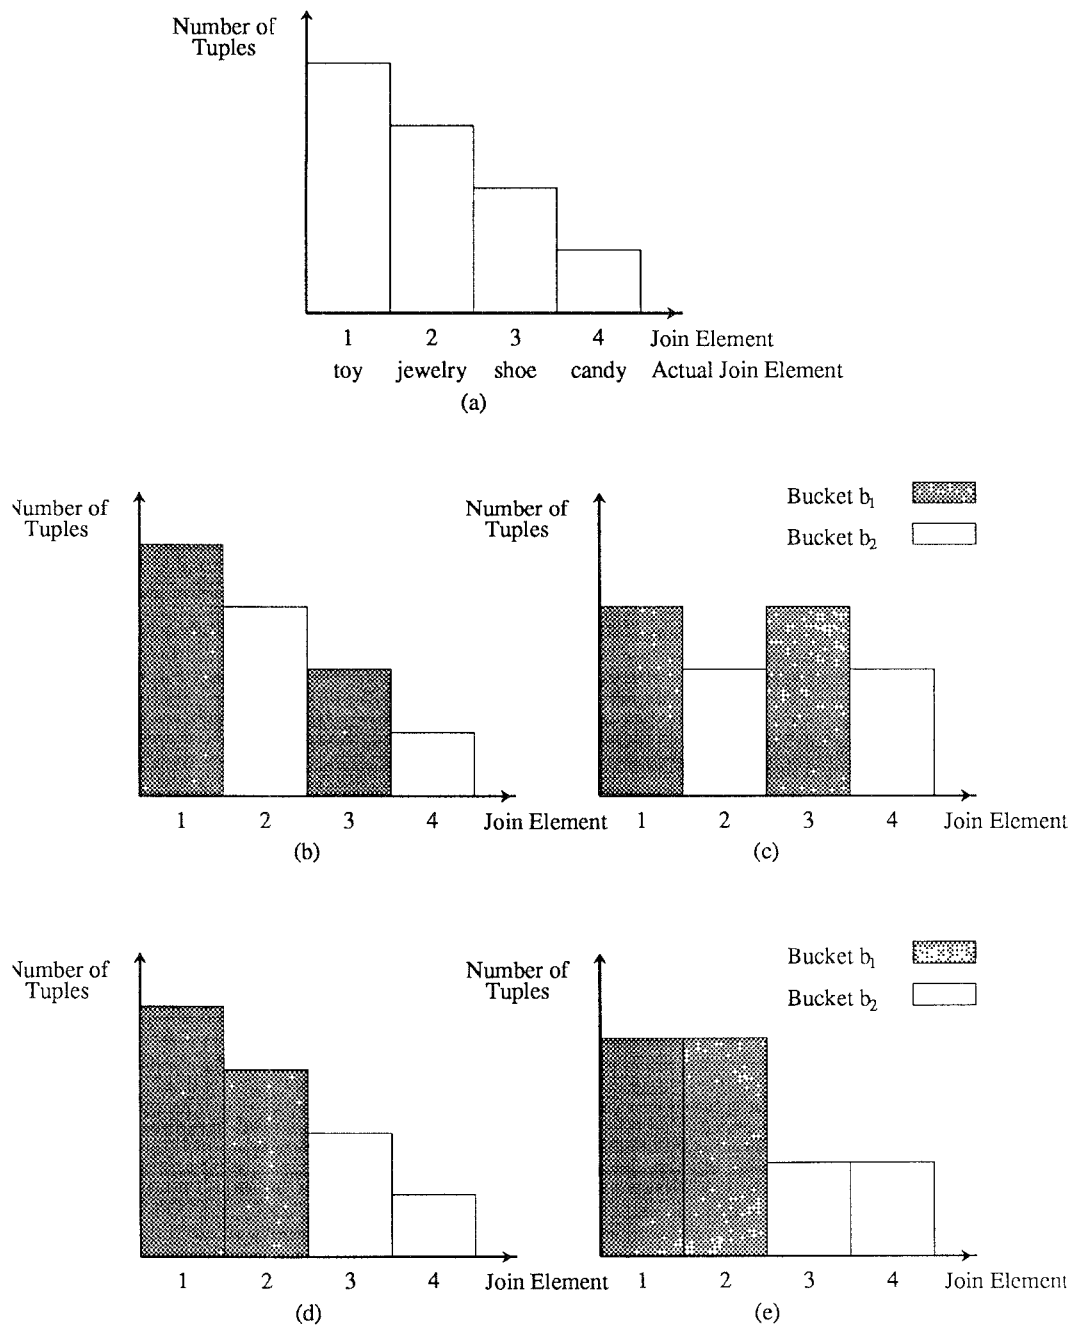 Number of
Tuples
1 2 3 4 Join Element
toy jewelry shoe candy Actual Join Element
(a)
Number of
Tuples
1 2 3 4 Join Element
(b)
Number of
Tuples
Bucket b1
Bucket b2
1 2 3 4 Join Element
(c)
Number of
Tuples
1 2 3 4 Join Element
(d)
Number of
Tuples
Bucket b1
Bucket b2
1 2 3 4 Join Element
(e)